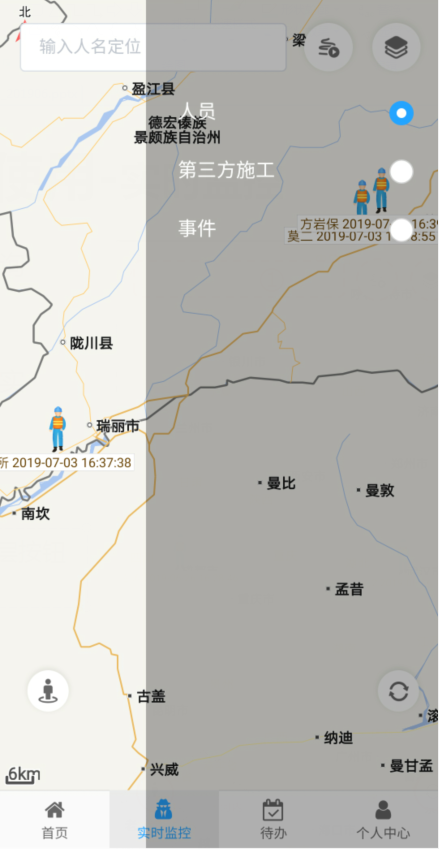 北
输入人名定位
梁
盈江县
人员
德宏傣族
景颇族自治州
第三方施工
方岩保 2019-07-
16:39
事件
莫二 2019-07-03 1
8:55
陇川县
瑞丽市
所 2019-07-03 16:37:38
曼比
曼敦
南坎
孟昔
古盖
滚
纳迪
兴威
曼甘孟
6km
首页
实时监控
待办
个人中心